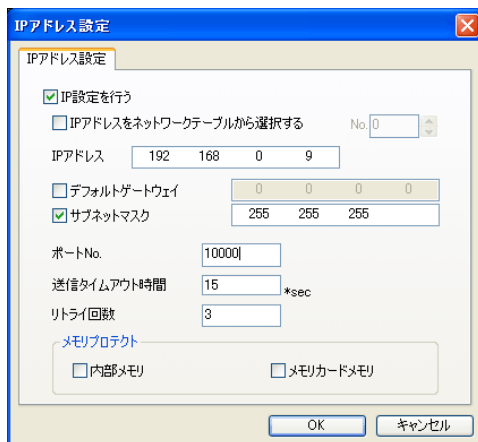 IPアドレス設定
IPアドレス設定
IP設定を行う
IPアドレスをネットワークテーブルから選択する No. 0
IPアドレス 192 168 0 9
デフォルトゲートウェイ 0 0 0 0
サブネットマスク 255 255 255
ポートNo. 10000
送信タイムアウト時間 15 *sec
リトライ回数 3
メモリプロテクト
内部メモリ メモリカードメモリ
OK キャンセル